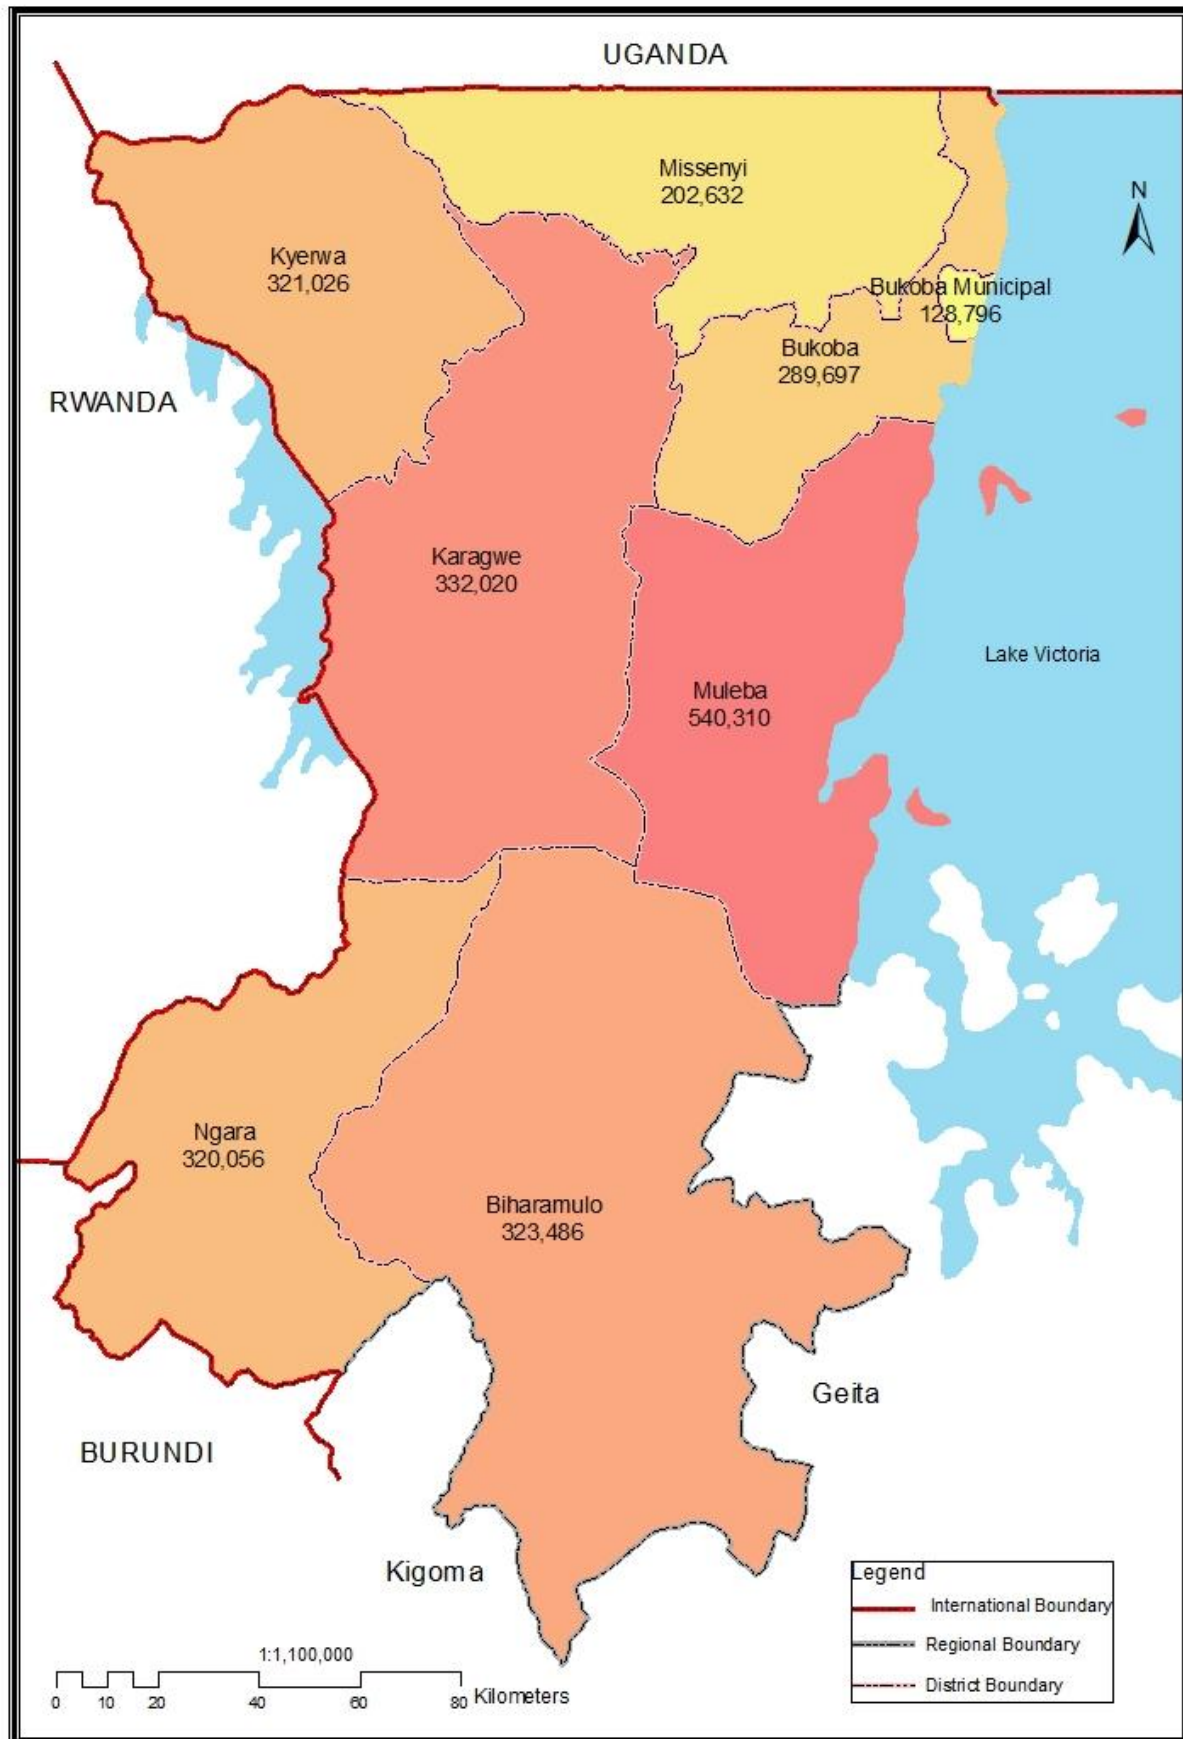 UGANDA
Missenyi
202,632
N
Kyerwa
321,026
Bukoba Municipal
128,796
Bukoba
289,697
RWANDA
Karagwe
332,020
Lake Victoria
Muleba
540,310
Ngara
320,056
Biharamulo
323,486
Geita
BURUNDI
Kigoma
Legend
International Boundary
Regional Boundary
District Boundary
1:1,100,000
0 10 20 40 60 80 Kilometers